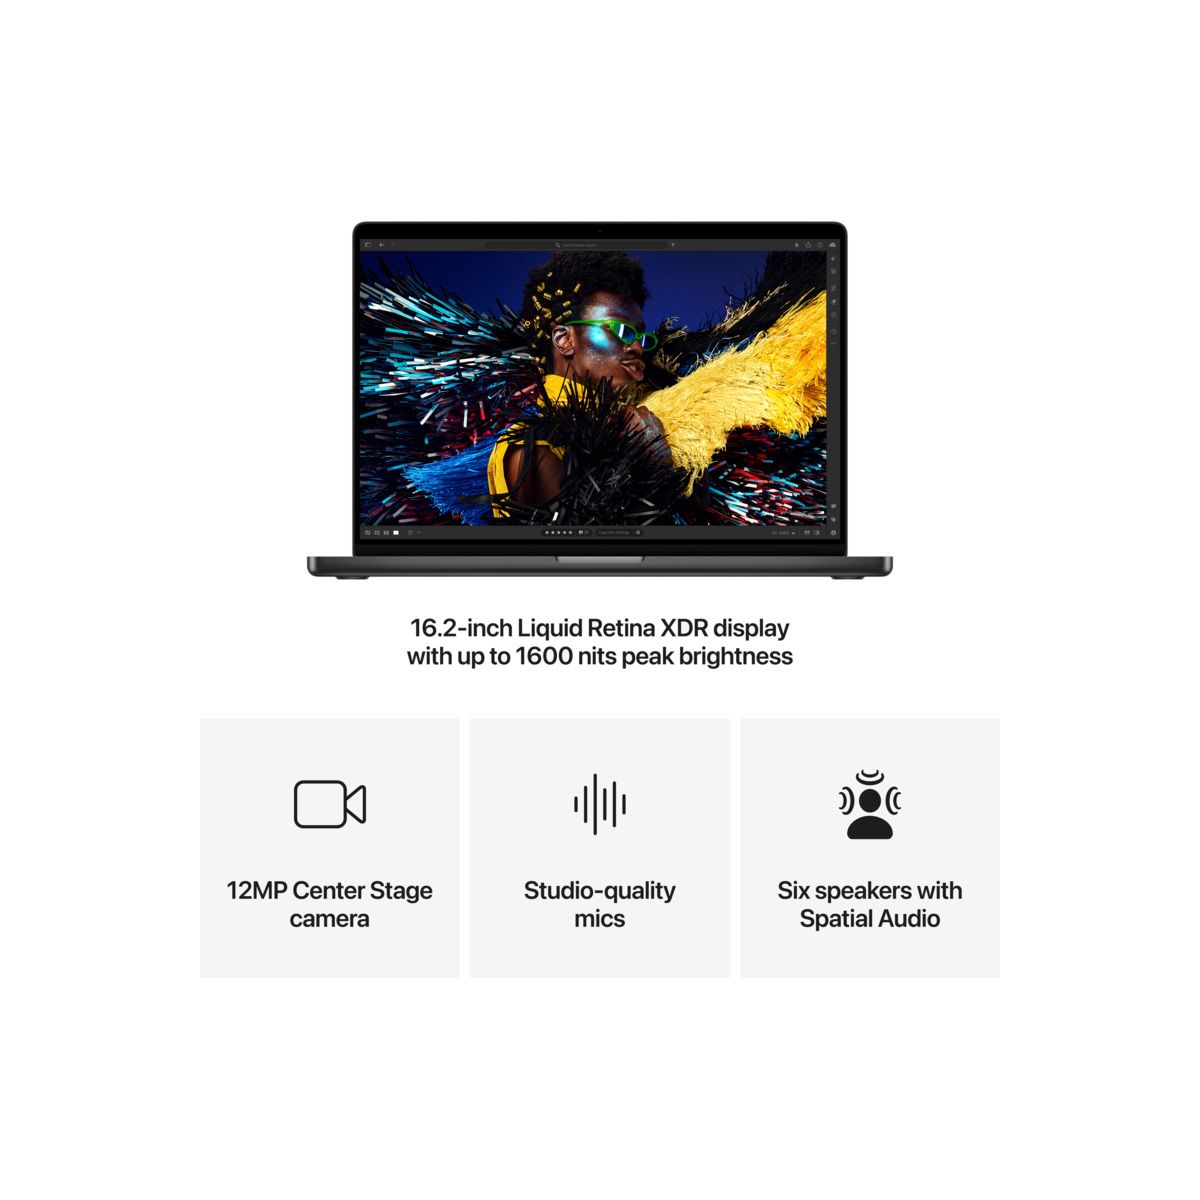 16.2-inch Liquid Retina XDR display
with up to 1600 nits peak brightness
12MP Center Stage
camera
Studio-quality
mics
Six speakers with
Spatial Audio